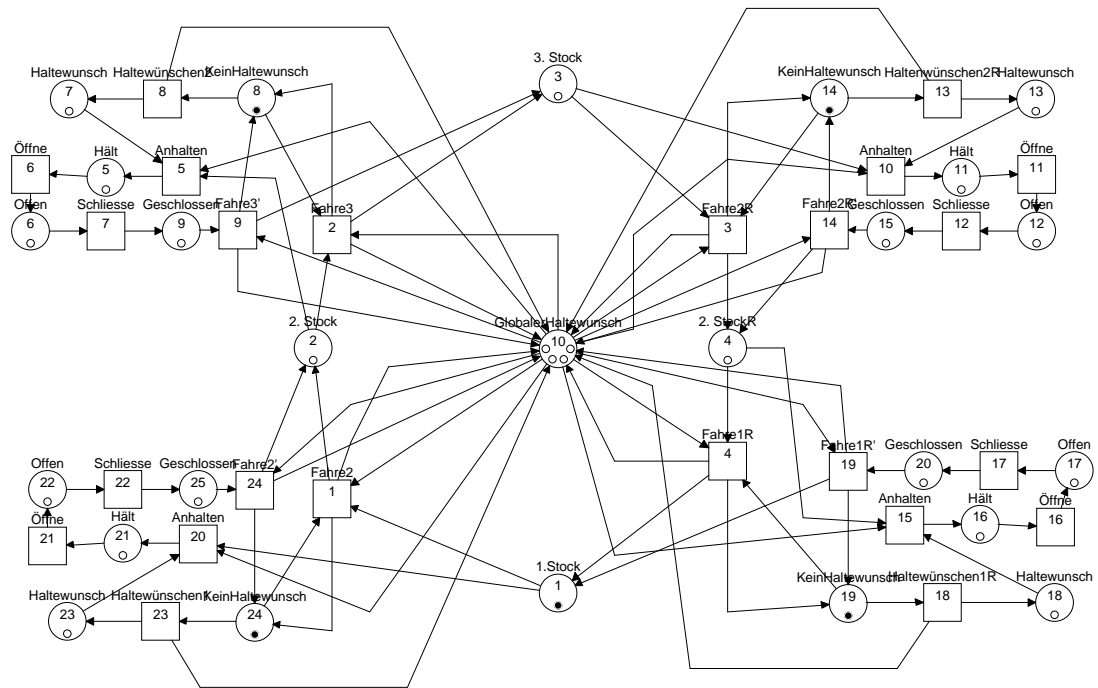 3. Stock
3
Haltewunsch
7
Haltewünschen2
8
KeinHaltewunsch
8
KeinHaltewunsch
14
Haltenwünschen2R
13
Haltewunsch
13
Öffne
6
Hält
5
Anhalten
5
Anhalten
10
Hält
11
Öffne
11
Offen
6
Schliesse
7
Geschlossen
9
Fahre3'
9
Fahre3
2
Fahre2R
3
Fahre2R'
14
Geschlossen
15
Schliesse
12
Offen
12
2. Stock
2
GlobalerHaltewunsch
10
2. StockR
4
Offen
22
Schliesse
22
Geschlossen
25
Fahre2'
24
Fahre2
1
Fahre1R
4
Fahre1R'
19
Geschlossen
20
Schliesse
17
Offen
17
Öffne
21
Hält
21
Anhalten
20
Anhalten
15
Hält
16
Öffne
16
1.Stock
1
Haltewunsch
23
Haltewünschen1
23
KeinHaltewunsch
24
KeinHaltewunsch
19
Haltewünschen1R
18
Haltewunsch
18